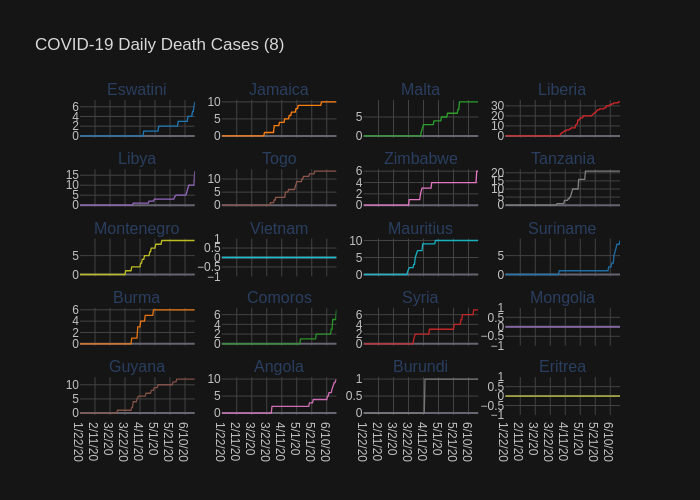 COVID-19 Daily Death Cases (8)
Eswatini Jamaica Malta Liberia
6 4 2 0 10 5 0 5 0 30 20 10 0
Libya Togo Zimbabwe Tanzania
15 10 5 0 10 5 0 6 4 2 0 20 15 10 5 0
Montenegro Vietnam Mauritius Suriname
5 0 1 0.5 0 −0.5 −1 10 5 0 5 0
Burma Comoros Syria Mongolia
6 4 2 0 6 4 2 0 6 4 2 0 1 0.5 0 −0.5 −1
Guyana Angola Burundi Eritrea
10 5 0 10 5 0 1 0.5 0 1 0.5 0 −0.5 −1
1/22/20 2/11/20 3/2/20 3/22/20 4/11/20 5/1/20 5/21/20 6/10/20 1/22/20 2/11/20 3/2/20 3/22/20 4/11/20 5/1/20 5/21/20 6/10/20 1/22/20 2/11/20 3/2/20 3/22/20 4/11/20 5/1/20 5/21/20 6/10/20 1/22/20 2/11/20 3/2/20 3/22/20 4/11/20 5/1/20 5/21/20 6/10/20